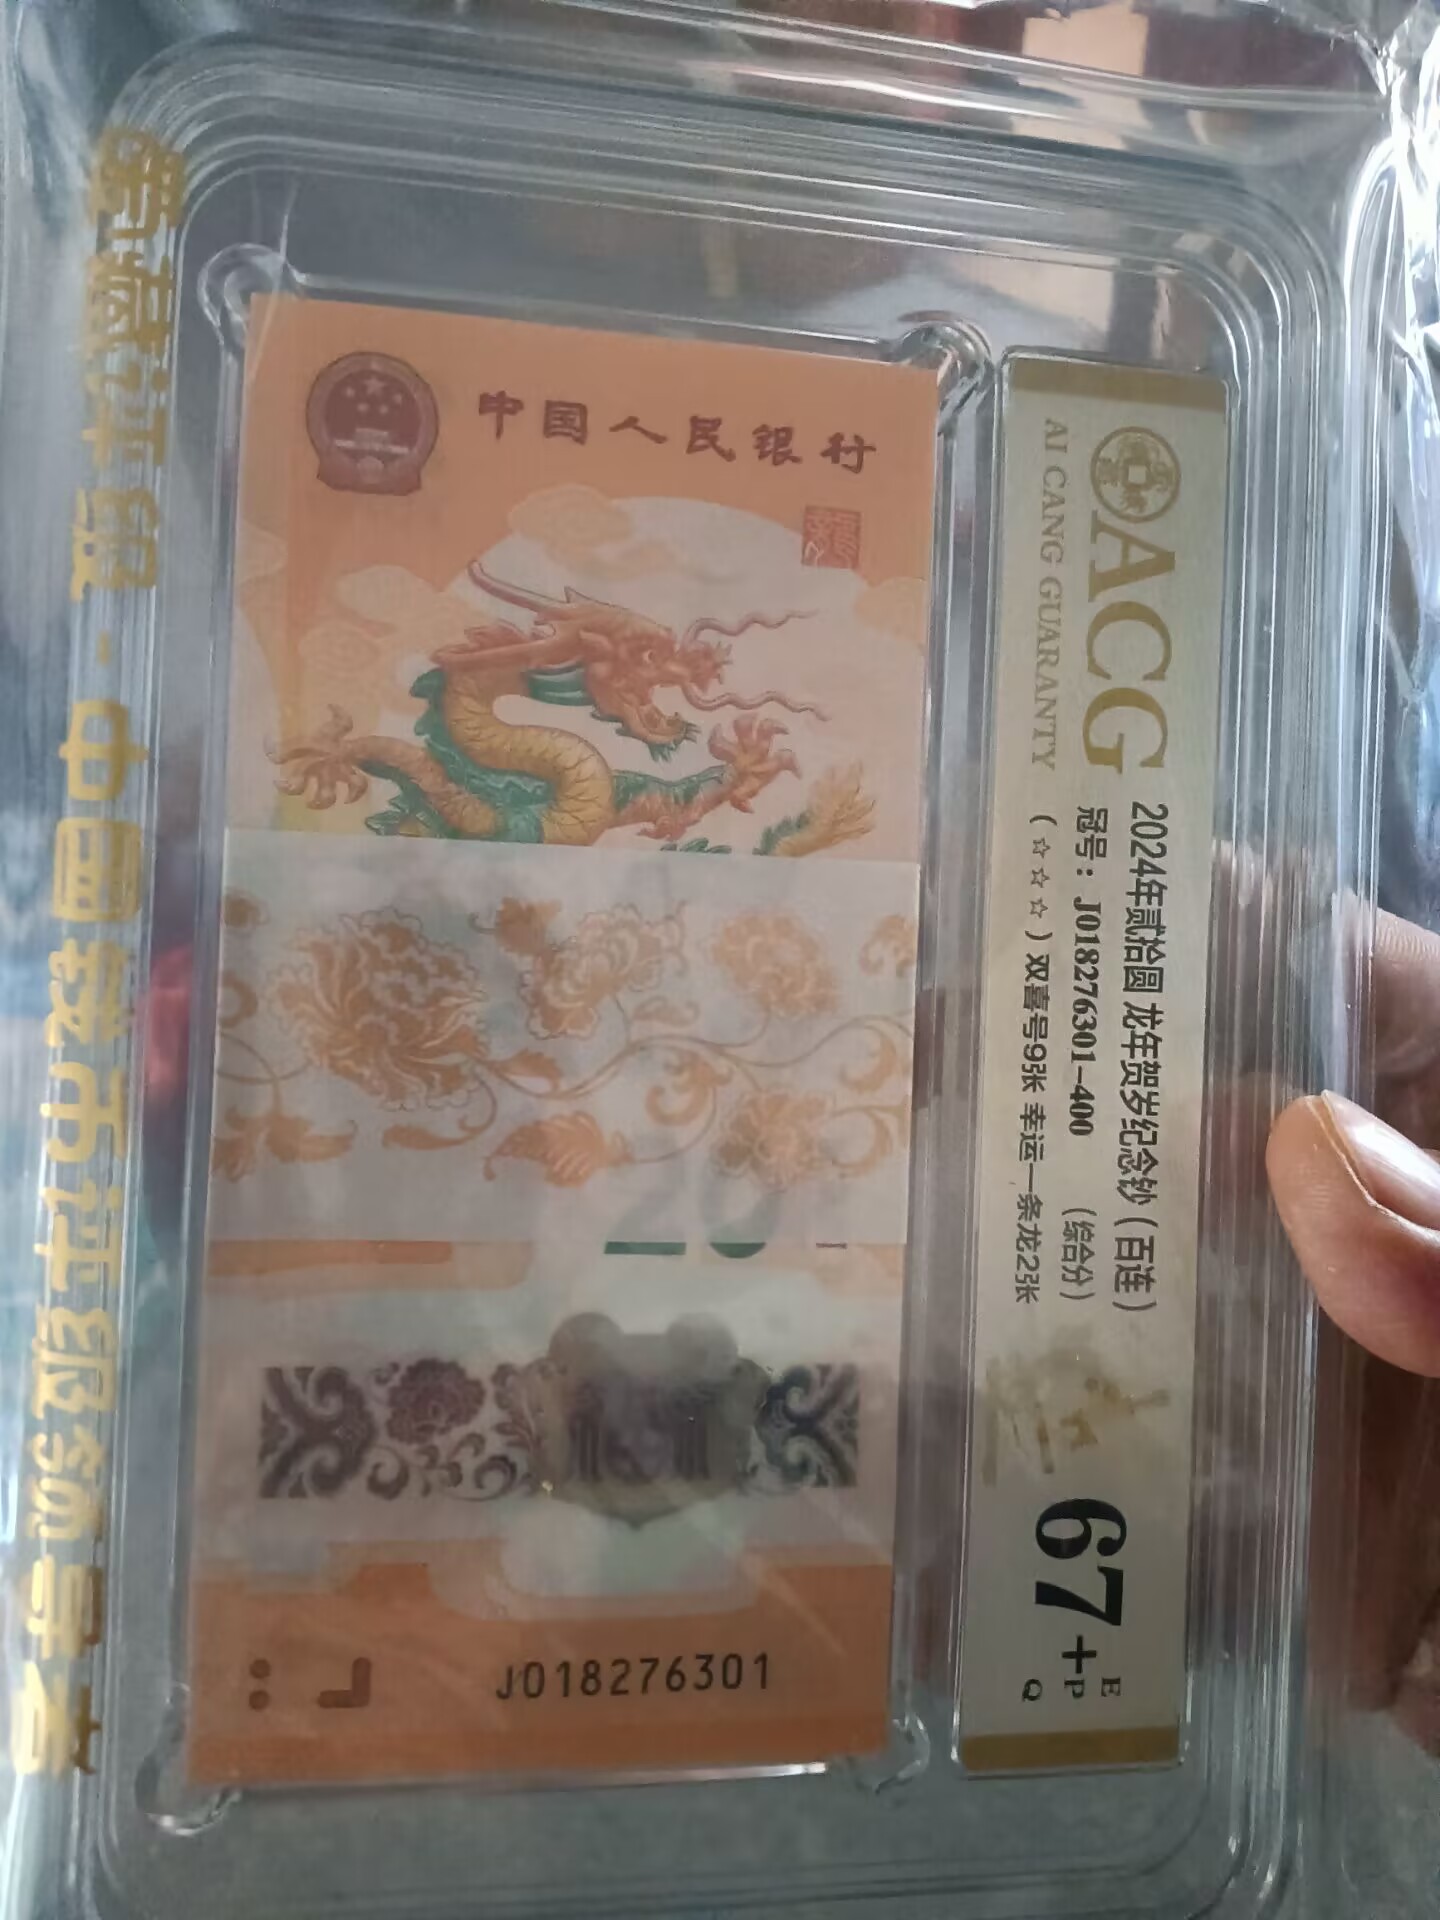 爱藏评级·中国钱币评级领导者
中国人民银行
龍
20
J018276301
ACG
AI CANG GUARANTY
2024年贰拾圆 龙年贺岁纪念钞（百连）
冠号：J018276301-400 （综合分）
（☆☆☆）双喜号9张 幸运一条龙2张
67+ E
P
Q